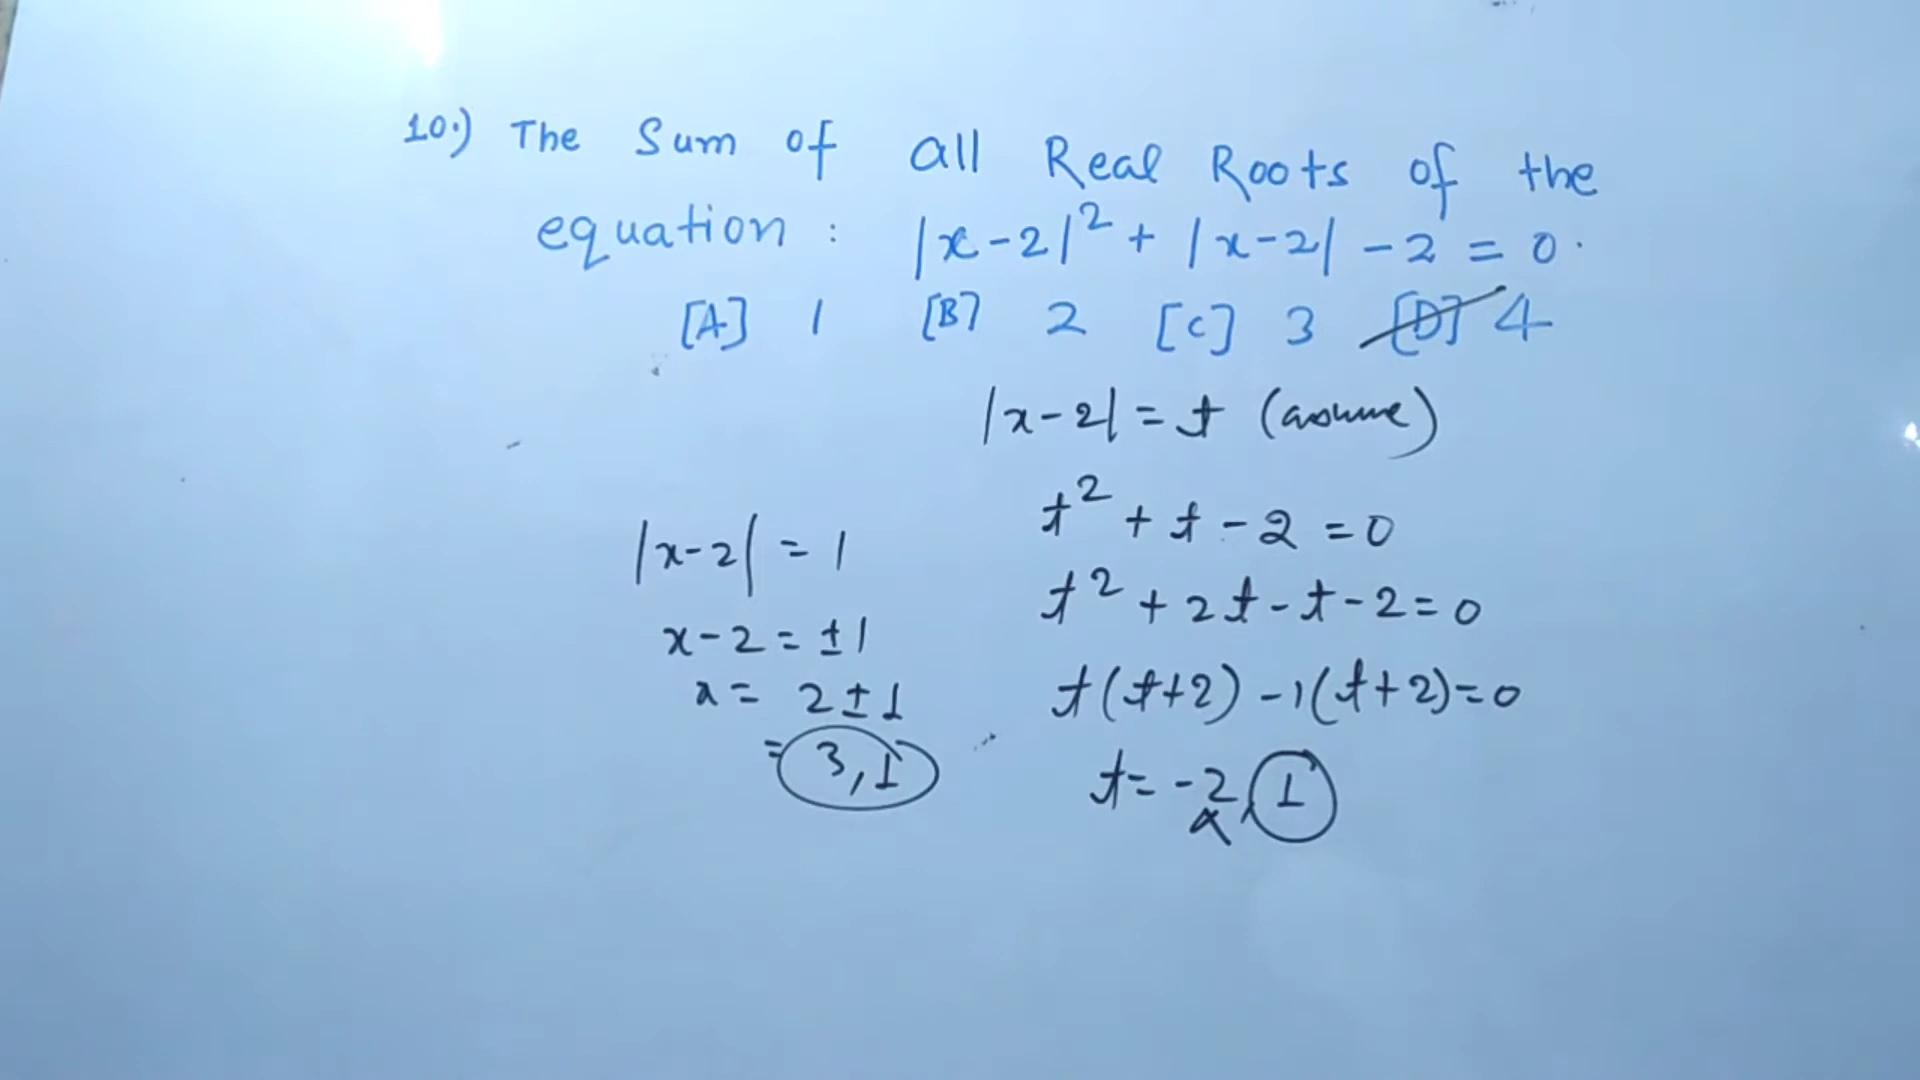 10.) The Sum of all Real Roots of the
equation : |x-2|² + |x-2| - 2 = 0.
[A] 1 [B] 2 [C] 3 [D] 4
|x-2| = t (assume)
t² + t - 2 = 0
t² + 2t - t - 2 = 0
t(t+2) - 1(t+2) = 0
t = -2, 1
|x-2| = 1
x-2 = ±1
x = 2±1
= 3, 1